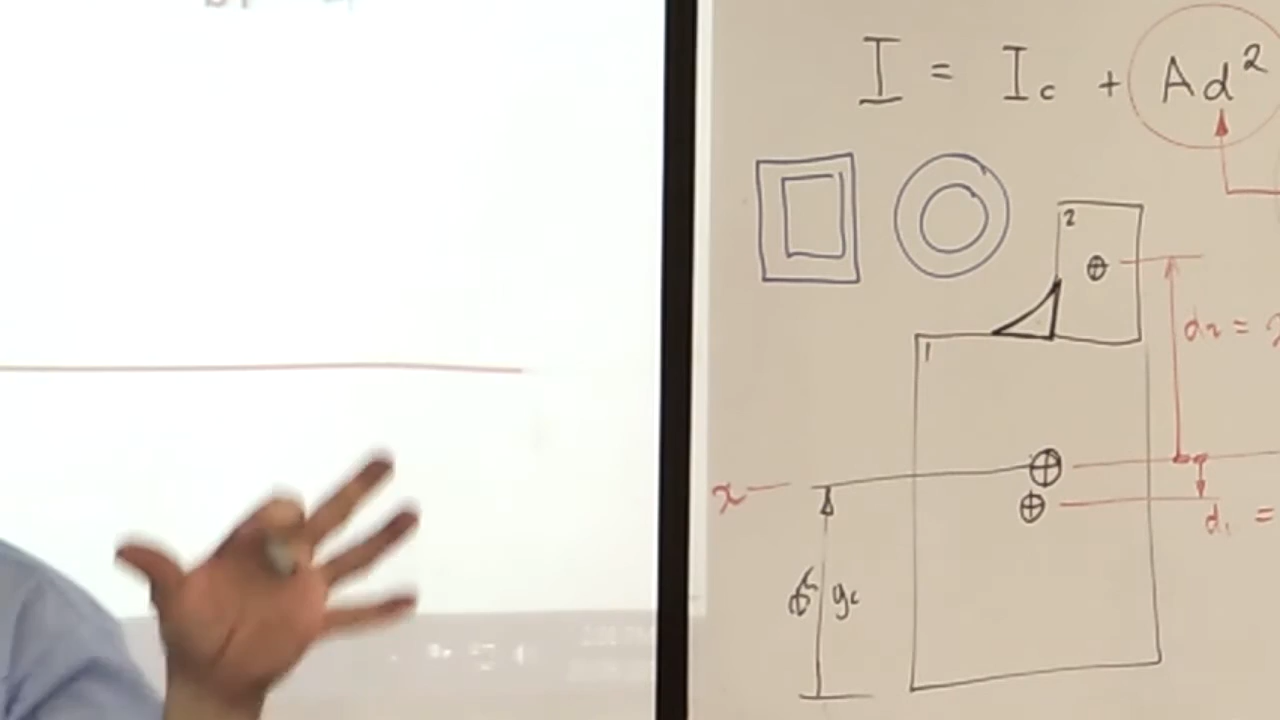 I = Ic + Ad²
2
1
d₂ =
x
d₁ =
yc